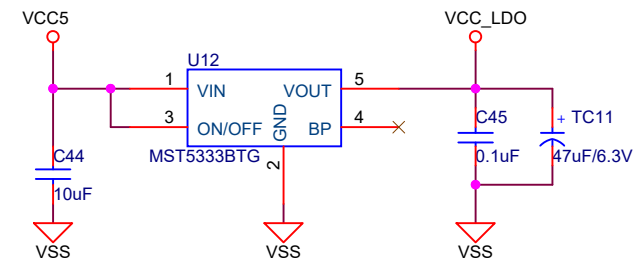 VCC5
VCC_LDO
U12
1
VIN
VOUT
5
3
ON/OFF
GND
BP
4
MST5333BTG
2
C44
10uF
C45
0.1uF
+ TC11
47uF/6.3V
VSS
VSS
VSS